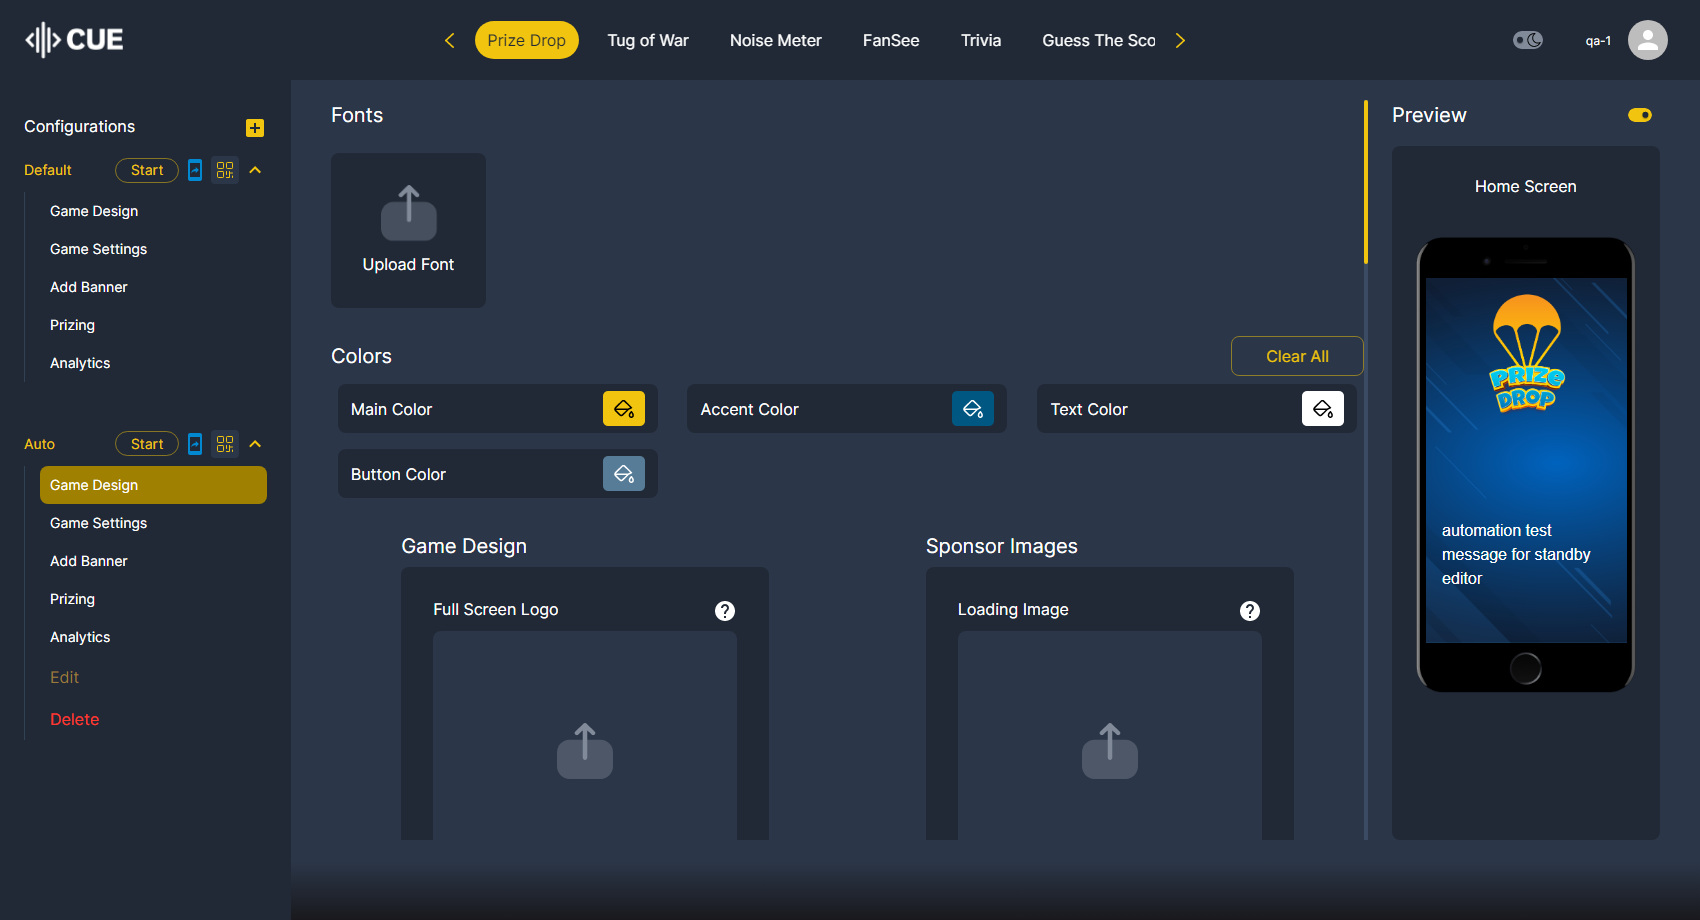 CUE
Prize Drop
Tug of War
Noise Meter
FanSee
Trivia
Guess The Sco
qa-1
Configurations
Default
Start
Game Design
Game Settings
Add Banner
Prizing
Analytics
Auto
Start
Game Design
Game Settings
Add Banner
Prizing
Analytics
Edit
Delete
Fonts
Upload Font
Colors
Clear All
Main Color
Accent Color
Text Color
Button Color
Game Design
Full Screen Logo
?
Sponsor Images
Loading Image
?
Preview
Home Screen
PRIZE
DROP
automation test
message for standby
editor